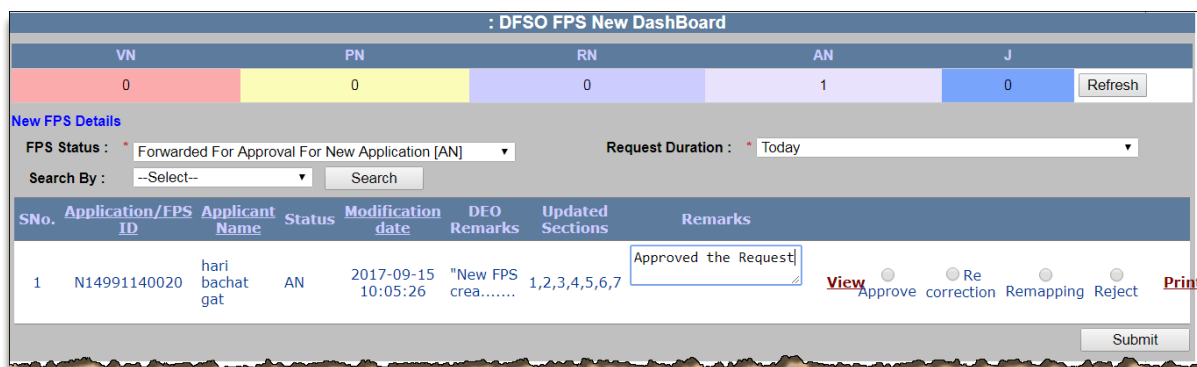 : DFSO FPS New DashBoard
VN PN RN AN J
0 0 0 1 0 Refresh
New FPS Details
FPS Status : * Forwarded For Approval For New Application [AN] Request Duration : * Today
Search By : --Select-- Search
SNo. Application/FPS ID Applicant Name Status Modification date DEO Remarks Updated Sections Remarks
1 N14991140020 hari bachat gat AN 2017-09-15 10:05:26 "New FPS crea....... 1,2,3,4,5,6,7 Approved the Request View Approve Re correction Remapping Reject Prin
Submit